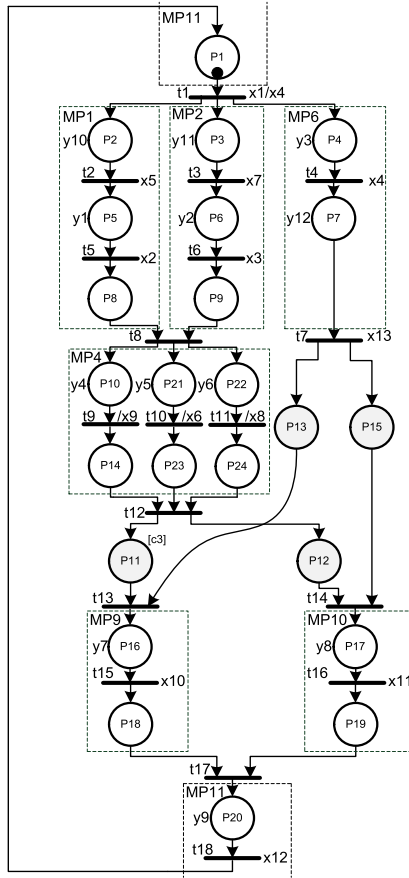 MP11
P1
t1 x1/x4
MP1 MP2 MP6
y10 P2 y11 P3 y3 P4
t2 x5 t3 x7 t4 x4
y1 P5 y2 P6 y12 P7
t5 x2 t6 x3
P8 P9
t8 t7 x13
MP4
y4 P10 y5 P21 y6 P22
t9 /x9 t10 /x6 t11 /x8
P13 P15
P14 P23 P24
t12
[c3]
P11 P12
t13 t14
MP9 MP10
y7 P16 y8 P17
t15 x10 t16 x11
P18 P19
t17
MP11
y9 P20
t18 x12